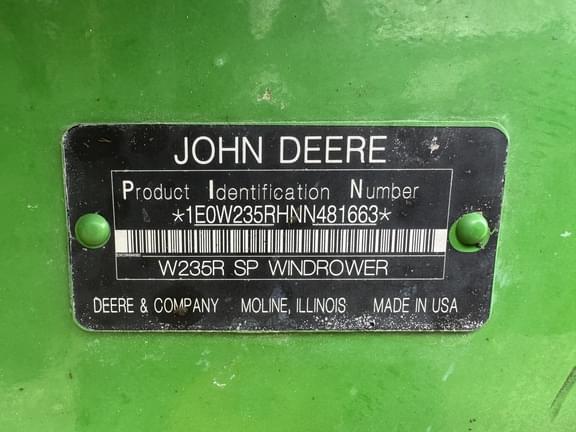 JOHN DEERE
Product Identification Number
*1E0W235RHNN481663*
W235R SP WINDROWER
DEERE & COMPANY MOLINE, ILLINOIS MADE IN USA